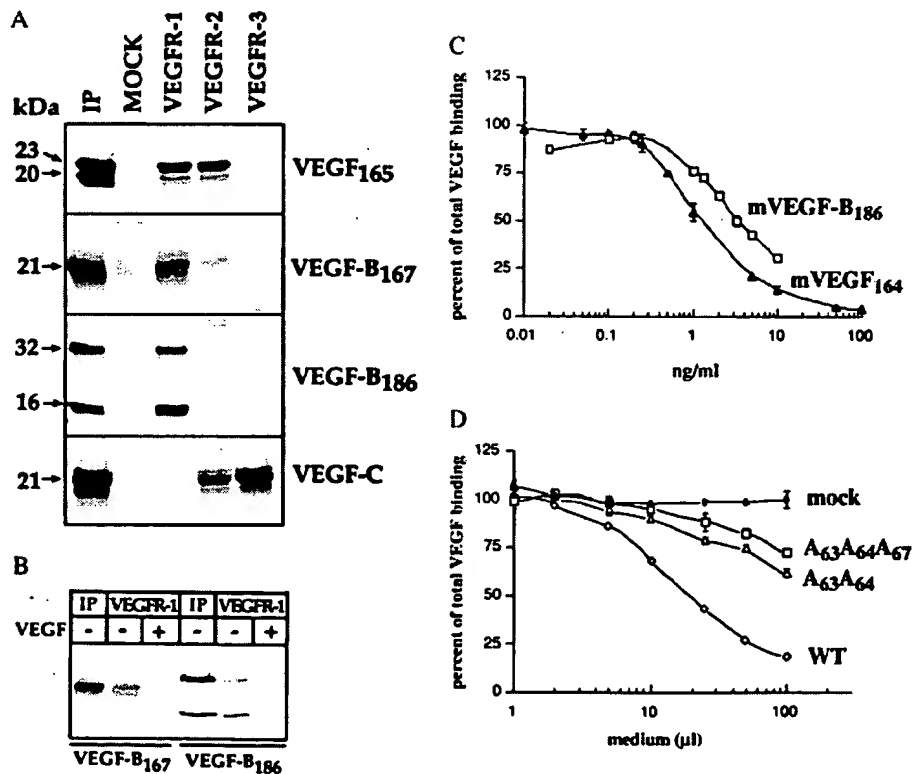 A
kDa
IP
MOCK
VEGFR-1
VEGFR-2
VEGFR-3
23
20
VEGF165
21
VEGF-B167
32
16
VEGF-B186
21
VEGF-C
B
IP VEGFR-1 IP VEGFR-1
VEGF - - + - - +
VEGF-B167 VEGF-B186
C
percent of total VEGF binding
125
100
75
50
25
0
mVEGF-B186
mVEGF164
0.01 0.1 1 10 100
ng/ml
D
percent of total VEGF binding
125
100
75
50
25
0
mock
A63A64A67
A63A64
WT
1 10 100
medium (µl)